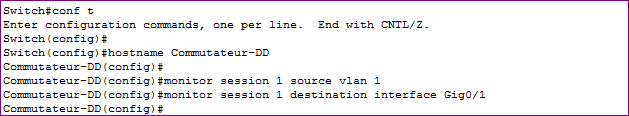 Switch#conf t
Enter configuration commands, one per line.  End with CNTL/Z.
Switch(config)#
Switch(config)#hostname Commutateur-DD
Commutateur-DD(config)#
Commutateur-DD(config)#monitor session 1 source vlan 1
Commutateur-DD(config)#monitor session 1 destination interface Gig0/1
Commutateur-DD(config)#